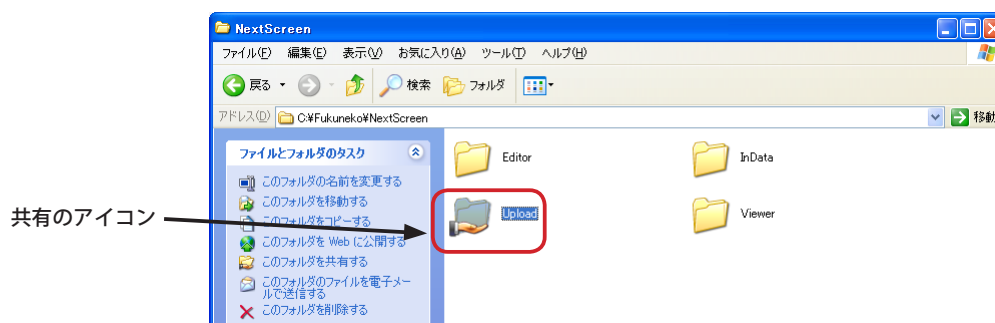 NextScreen
ファイル(F) 編集(E) 表示(V) お気に入り(A) ツール(T) ヘルプ(H)
戻る 検索 フォルダ
アドレス(D) C:¥Fukuneko¥NextScreen 移動
ファイルとフォルダのタスク
このフォルダの名前を変更する
このフォルダを移動する
このフォルダをコピーする
このフォルダを Web に公開する
このフォルダを共有する
このフォルダのファイルを電子メー
ルで送信する
このフォルダを削除する
Editor InData
Upload Viewer
共有のアイコン